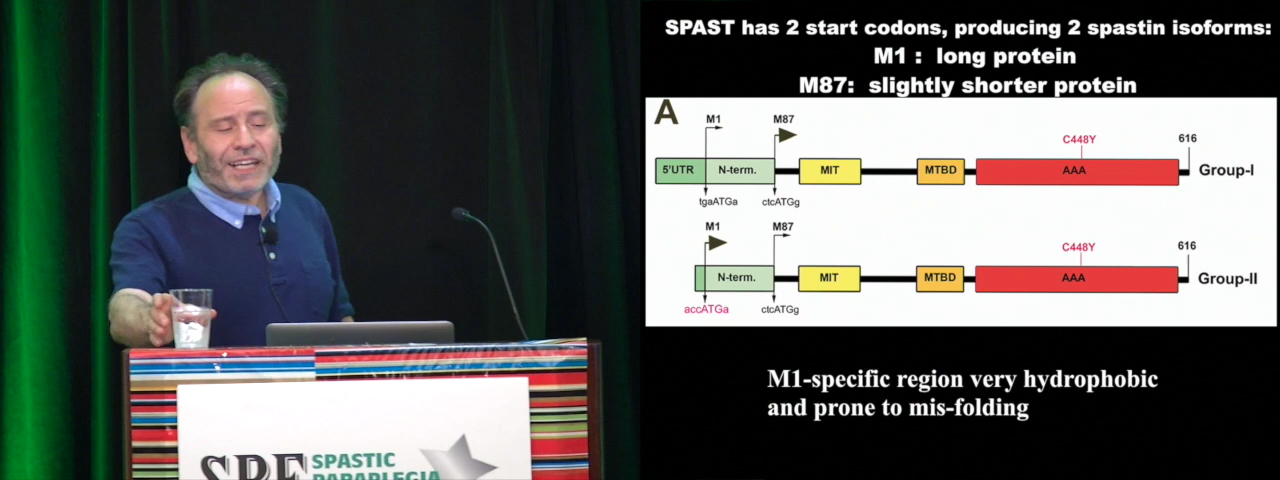 SPAST has 2 start codons, producing 2 spastin isoforms:
M1 : long protein
M87: slightly shorter protein
A
M1
M87
C448Y
616
5'UTR
N-term.
MIT
MTBD
AAA
Group-I
tgaATGa
ctcATGg
M1
M87
C448Y
616
N-term.
MIT
MTBD
AAA
Group-II
accATGa
ctcATGg
M1-specific region very hydrophobic
and prone to mis-folding
SPF SPASTIC
PARAPLEGIA